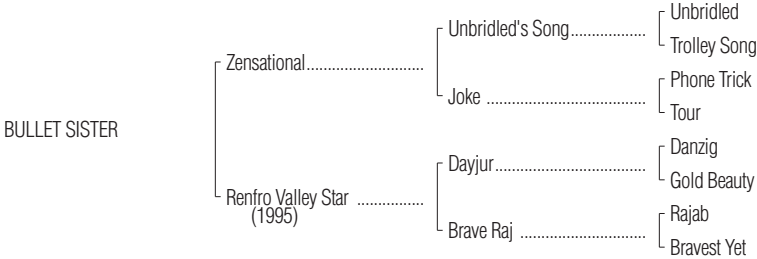 Unbridled
Unbridled's Song..................
Trolley Song
Zensational...........................
Phone Trick
Joke .....................................
Tour
BULLET SISTER
Danzig
Dayjur...................................
Gold Beauty
Renfro Valley Star ...............
(1995)
Rajab
Brave Raj .............................
Bravest Yet